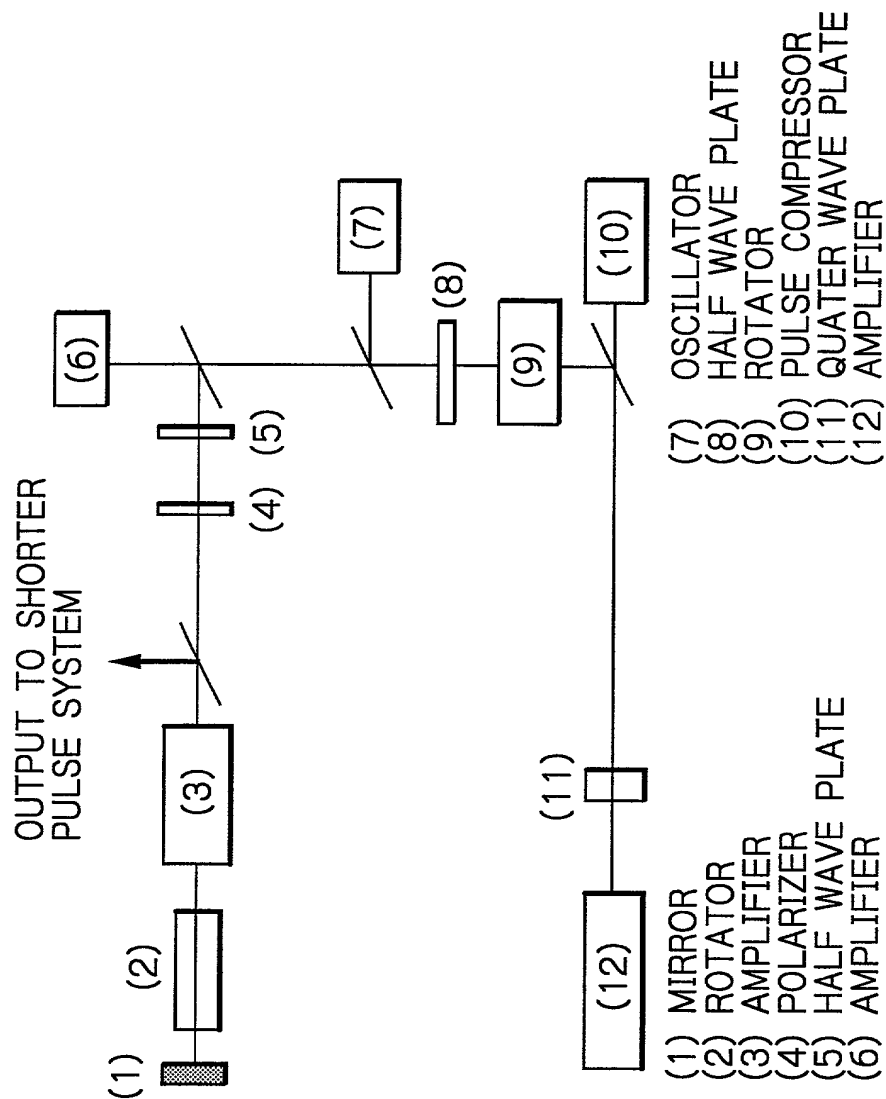 OUTPUT TO SHORTER
PULSE SYSTEM
(1)
(2)
(3)
(4)
(5)
(6)
(7)
(8)
(9)
(10)
(11)
(12)
(1) MIRROR
(2) ROTATOR
(3) AMPLIFIER
(4) POLARIZER
(5) HALF WAVE PLATE
(6) AMPLIFIER
(7) OSCILLATOR
(8) HALF WAVE PLATE
(9) ROTATOR
(10) PULSE COMPRESSOR
(11) QUATER WAVE PLATE
(12) AMPLIFIER